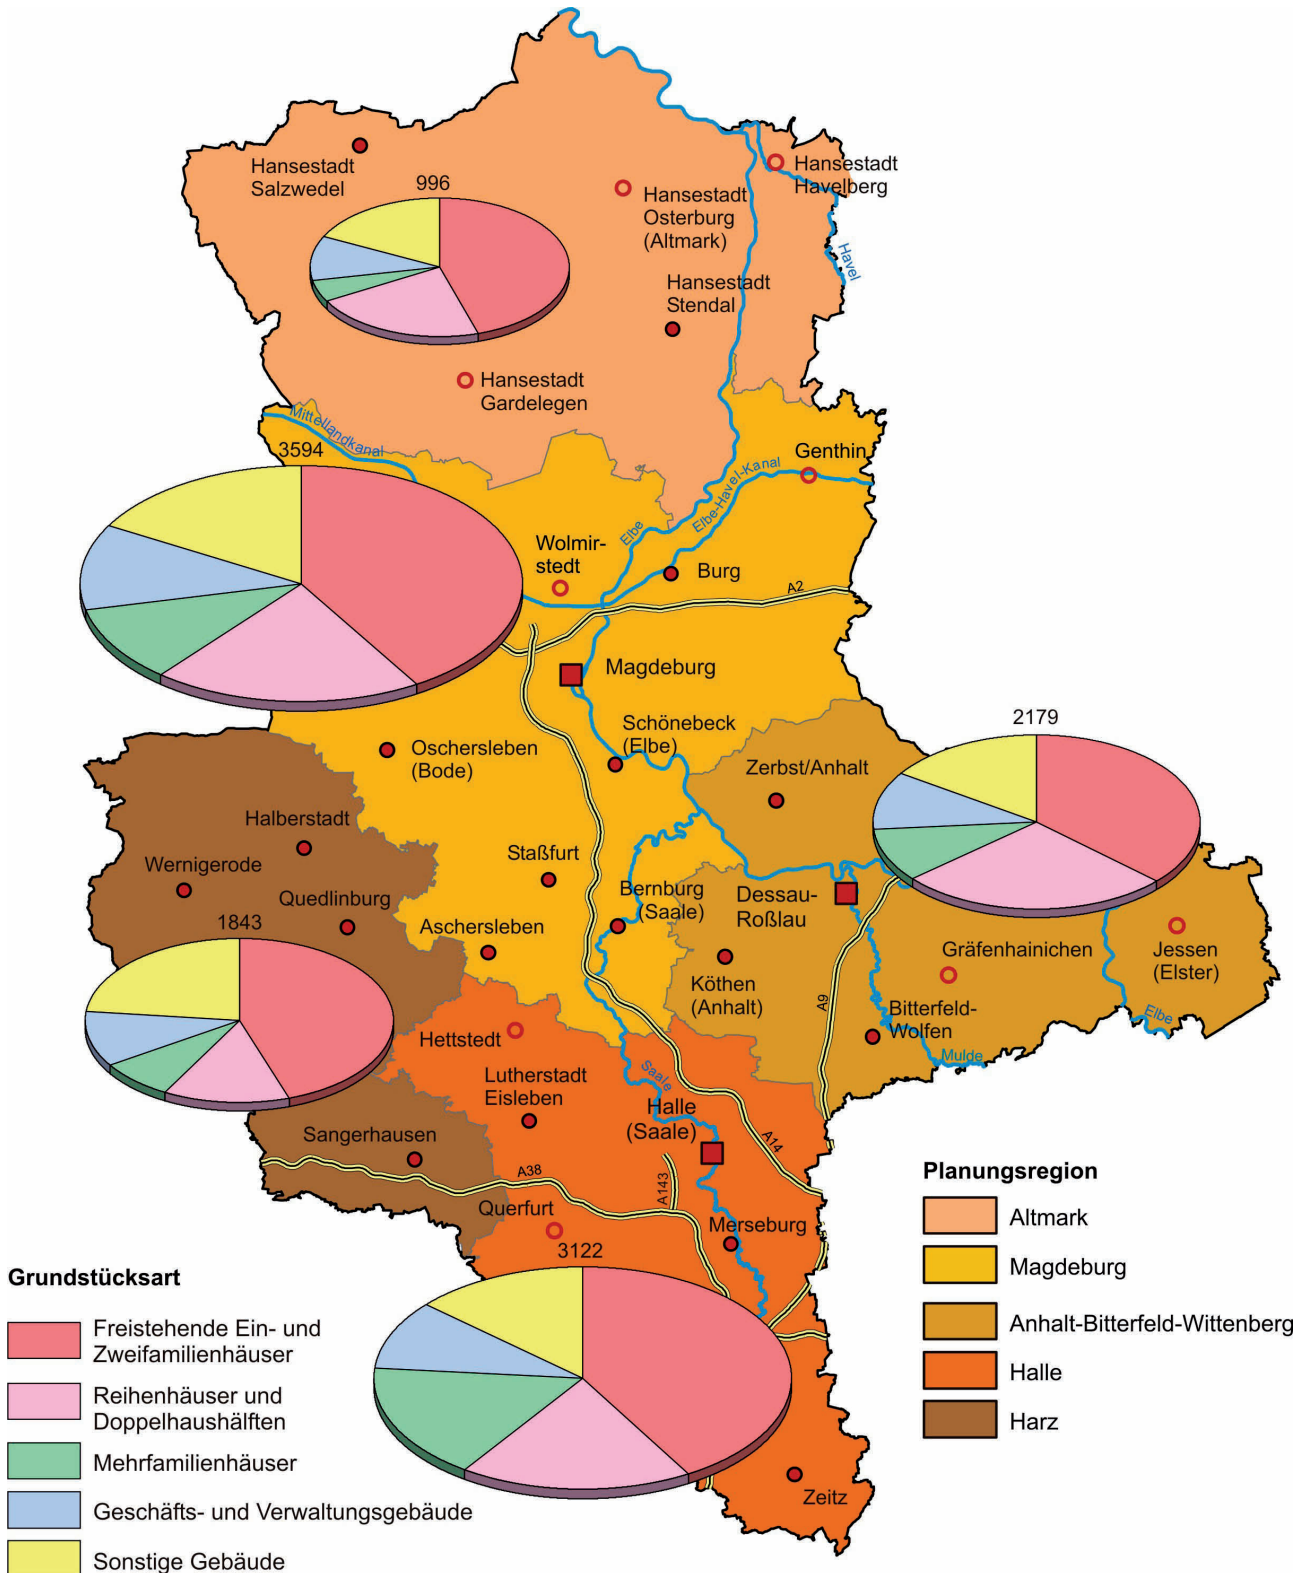 Hansestadt
Salzwedel
996
Hansestadt
Osterburg
(Altmark)
Hansestadt
Havelberg
Havel
Hansestadt
Stendal
Hansestadt
Gardelegen
Mittellandkanal
3594
Genthin
Elbe-Havel-Kanal
Elbe
Wolmir-
stedt
Burg
A2
Magdeburg
Schönebeck
(Elbe)
Oschersleben
(Bode)
2179
Zerbst/Anhalt
Halberstadt
Wernigerode
Quedlinburg
Staßfurt
Bernburg
(Saale)
Dessau-
Roßlau
Aschersleben
1843
Köthen
(Anhalt)
A9
Gräfenhainichen
Jessen
(Elster)
Bitterfeld-
Wolfen
Elbe
Mulde
Hettstedt
Lutherstadt
Eisleben
Saale
Halle
(Saale)
A14
Sangerhausen
A38
A143
Querfurt
Merseburg
3122
Zeitz
Planungsregion
Altmark
Magdeburg
Anhalt-Bitterfeld-Wittenberg
Halle
Harz
Grundstücksart
Freistehende Ein- und
Zweifamilienhäuser
Reihenhäuser und
Doppelhaushälften
Mehrfamilienhäuser
Geschäfts- und Verwaltungsgebäude
Sonstige Gebäude